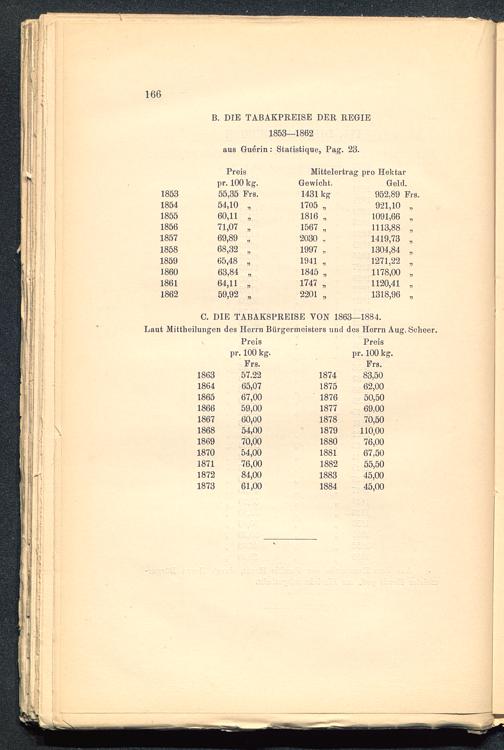 166
B. DIE TABAKPREISE DER REGIE
1853—1862
aus Guérin: Statistique, Pag. 23.
Preis Mittelertrag pro Hektar
pr. 100 kg. Gewicht. Geld.
1853 55,35 Frs. 1431 kg 952,89 Frs.
1854 54,10 „ 1705 „ 921,10 „
1855 60,11 „ 1816 „ 1091,66 „
1856 71,07 „ 1567 „ 1113,88 „
1857 69,89 „ 2030 „ 1419,73 „
1858 68,32 „ 1997 „ 1304,84 „
1859 65,48 „ 1941 „ 1271,22 „
1860 63,84 „ 1845 „ 1178,00 „
1861 64,11 „ 1747 „ 1120,41 „
1862 59,92 „ 2201 „ 1318,96 „
C. DIE TABAKSPREISE VON 1863—1884.
Laut Mittheilungen des Herrn Bürgermeisters und des Herrn Aug. Scheer.
Preis Preis
pr. 100 kg. pr. 100 kg.
Frs. Frs.
1863 57.22 1874 83,50
1864 65,07 1875 62,00
1865 67,00 1876 50,50
1866 59,00 1877 69,00
1867 60,00 1878 70,50
1868 54,00 1879 110,00
1869 70,00 1880 76,00
1870 54,00 1881 67,50
1871 76,00 1882 55,50
1872 84,00 1883 45,00
1873 61,00 1884 45,00